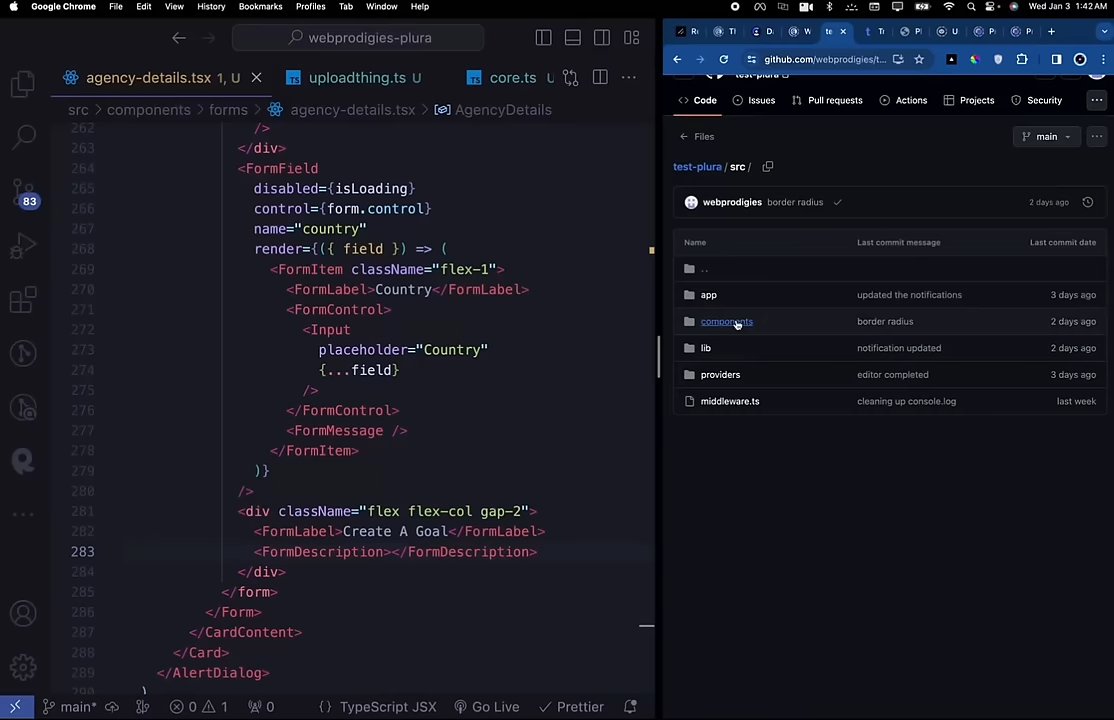 Google Chrome File Edit View History Bookmarks Profiles Tab Window Help
Wed Jan 3 1:42 AM
webprodigies-plura
agency-details.tsx 1, U
uploadthing.ts U
core.ts U
src > components > forms > agency-details.tsx > AgencyDetails
262 />
263 </div>
264 <FormField
265 disabled={isLoading}
266 control={form.control}
267 name="country"
268 render={({ field }) => (
269 <FormItem className="flex-1">
270 <FormLabel>Country</FormLabel>
271 <FormControl>
272 <Input
273 placeholder="Country"
274 {...field}
275 />
276 </FormControl>
277 <FormMessage />
278 </FormItem>
279 )}
280 />
281 <div className="flex flex-col gap-2">
282 <FormLabel>Create A Goal</FormLabel>
283 <FormDescription></FormDescription>
284 </div>
285 </form>
286 </Form>
287 </CardContent>
288 </Card>
289 </AlertDialog>
290 )
83
main* 0 1 0 { } TypeScript JSX Go Live Prettier
github.com/webprodigies/t...
test-plura
Code Issues Pull requests Actions Projects Security
Files
main
test-plura / src /
webprodigies border radius 2 days ago
Name Last commit message Last commit date
..
app updated the notifications 3 days ago
components border radius 2 days ago
lib notification updated 2 days ago
providers editor completed 3 days ago
middleware.ts cleaning up console.log last week